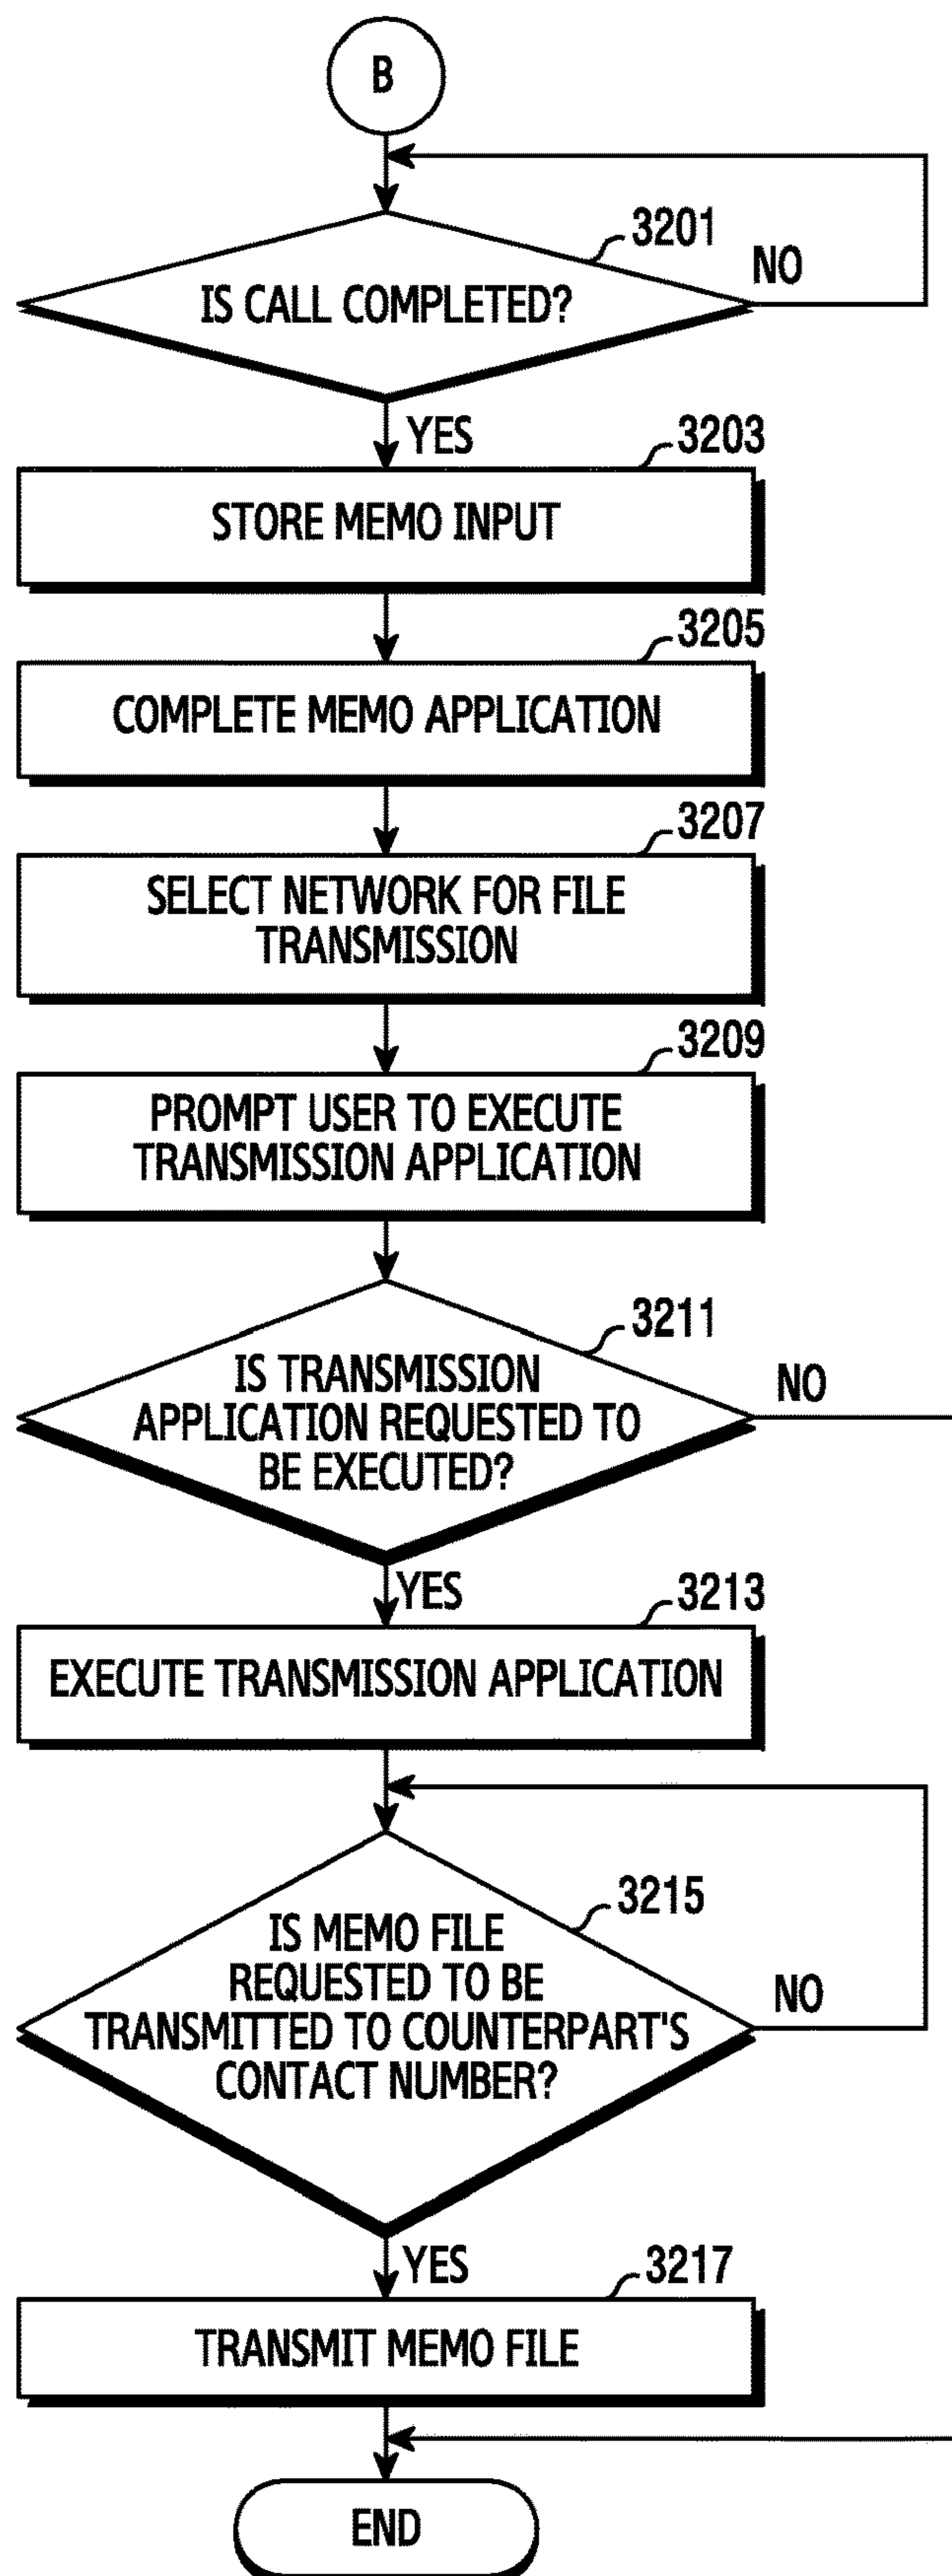 B
3201
IS CALL COMPLETED?
NO
YES
3203
STORE MEMO INPUT
3205
COMPLETE MEMO APPLICATION
3207
SELECT NETWORK FOR FILE
TRANSMISSION
3209
PROMPT USER TO EXECUTE
TRANSMISSION APPLICATION
3211
IS TRANSMISSION
APPLICATION REQUESTED TO
BE EXECUTED?
NO
YES
3213
EXECUTE TRANSMISSION APPLICATION
3215
IS MEMO FILE
REQUESTED TO BE
TRANSMITTED TO COUNTERPART'S
CONTACT NUMBER?
NO
YES
3217
TRANSMIT MEMO FILE
END